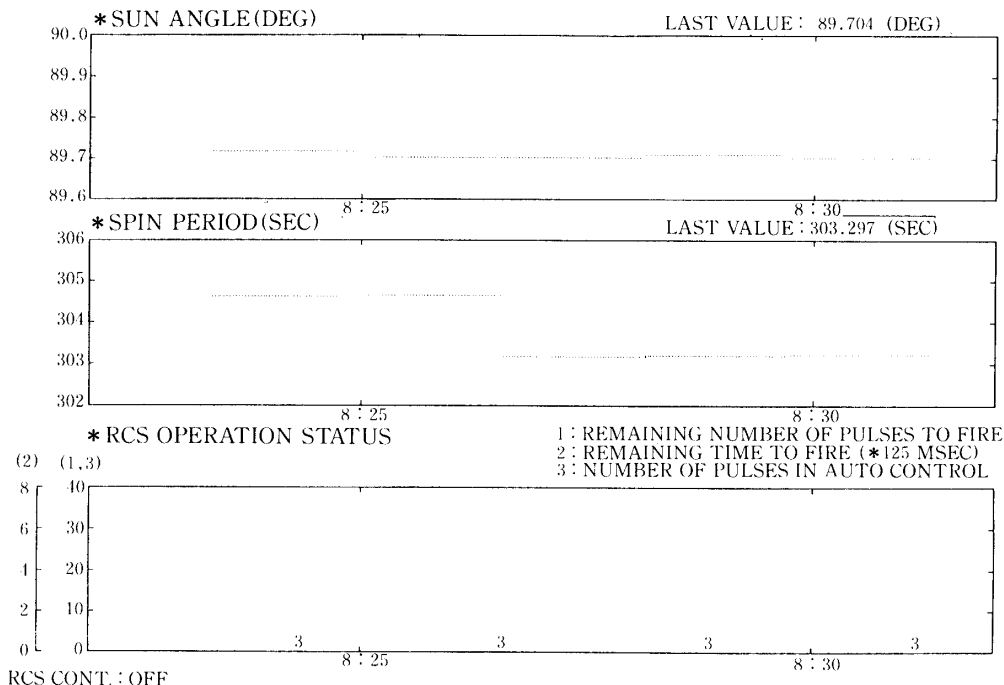 *SUN ANGLE(DEG) LAST VALUE: 89.704 (DEG)
90.0
89.9
89.8
89.7
89.6
8:25 8:30
*SPIN PERIOD(SEC) LAST VALUE:303.297 (SEC)
306
305
304
303
302
8:25 8:30
*RCS OPERATION STATUS
1:REMAINING NUMBER OF PULSES TO FIRE
2:REMAINING TIME TO FIRE (*125 MSEC)
3:NUMBER OF PULSES IN AUTO CONTROL
(2) (1,3)
8 40
6 30
4 20
2 10
0 0
3 3 3 3
8:25 8:30
RCS CONT.:OFF